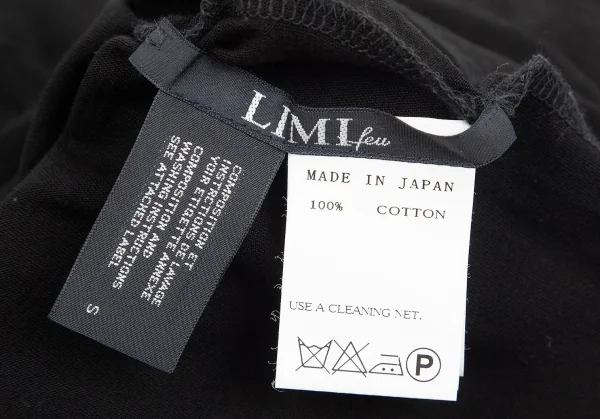 LIMI feu
COMPOSITION ET
INSTRUCTIONS DE LAVAGE
VOIR ETIQUETTE ANNEXE
COMPOSITION AND
WASHING INSTRUCTIONS
SEE ATTACHED LABEL
S
MADE IN JAPAN
100% COTTON
USE A CLEANING NET.
P